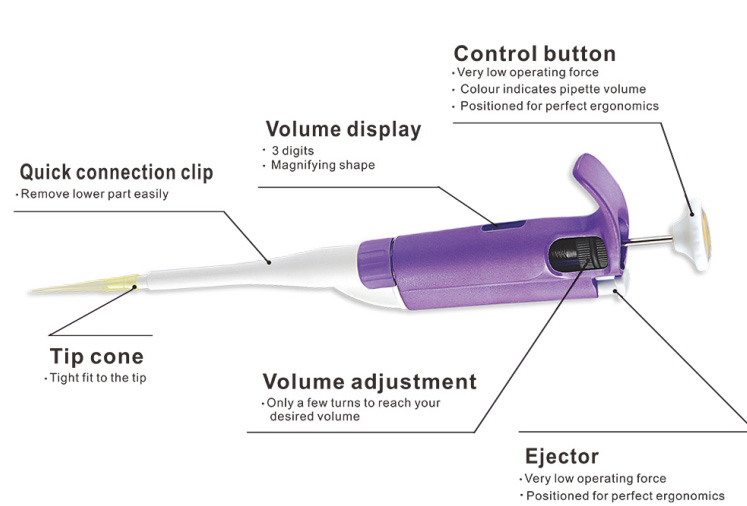 Control button
· Very low operating force
· Colour indicates pipette volume
· Positioned for perfect ergonomics
Volume display
· 3 digits
· Magnifying shape
Quick connection clip
· Remove lower part easily
Tip cone
· Tight fit to the tip
Volume adjustment
· Only a few turns to reach your
desired volume
Ejector
· Very low operating force
· Positioned for perfect ergonomics